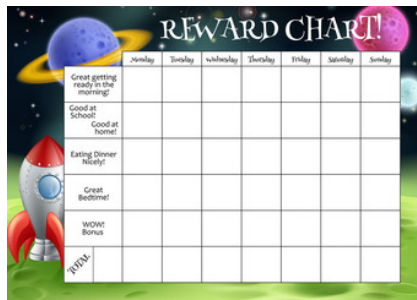 REWARD CHART!
Monday Tuesday Wednesday Thursday Friday Saturday Sunday
Great getting
ready in the
morning!
Good at
School!
Good at
home!
Eating Dinner
Nicely!
Great
Bedtime!
WOW!
Bonus
TOTAL